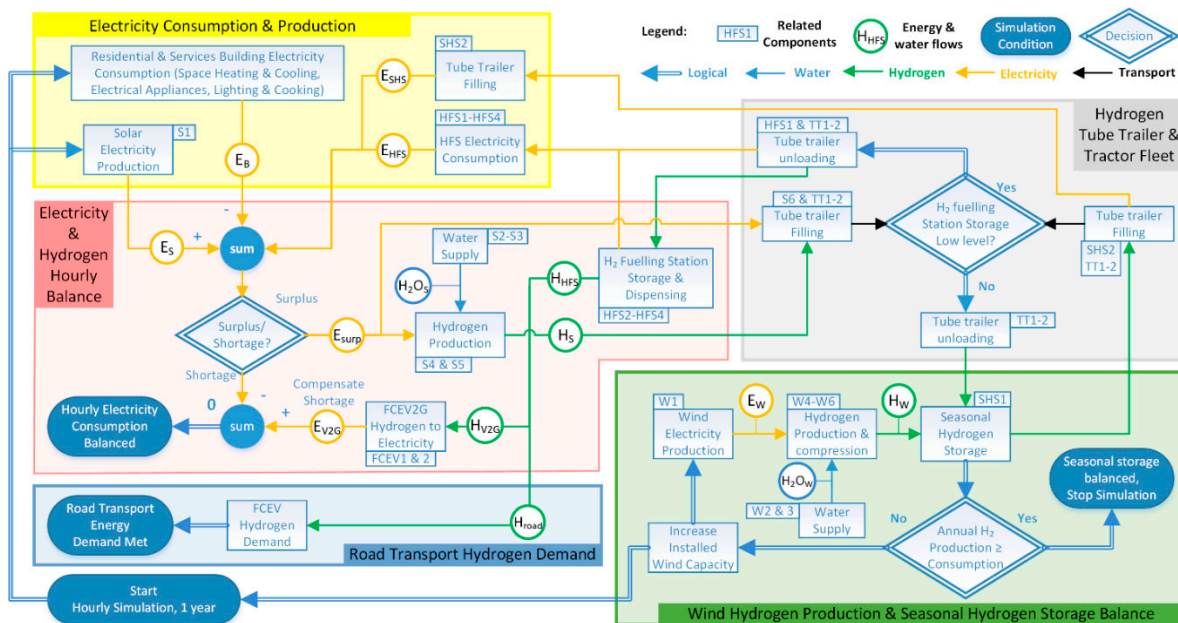 Electricity Consumption & Production
Residential & Services Building Electricity
Consumption (Space Heating & Cooling,
Electrical Appliances, Lighting & Cooking)
Solar
Electricity
Production
S1
SHS2
Tube Trailer
Filling
HFS1-HFS4
HFS Electricity
Consumption
E_SHS
E_HFS
E_B
E_S
Legend:
HFS1
Related
Components
H_HFS
Energy &
water flows
Simulation
Condition
Decision
Logical
Water
Hydrogen
Electricity
Transport
Hydrogen
Tube Trailer &
Tractor Fleet
HFS1 & TT1-2
Tube trailer
unloading
S6 & TT1-2
Tube trailer
Filling
H₂ fuelling
Station Storage
Low level?
Yes
No
Tube trailer
Filling
SHS2
TT1-2
Tube trailer
unloading
TT1-2
Electricity
&
Hydrogen
Hourly
Balance
-
+
sum
Surplus/
Shortage?
Surplus
Shortage
E_surp
Water
Supply
S2-S3
H₂O_S
Hydrogen
Production
S4 & S5
H_S
H_HFS
H₂ Fuelling Station
Storage &
Dispensing
HFS2-HFS4
Hourly Electricity
Consumption
Balanced
0
sum
-
+
Compensate
Shortage
E_V2G
FCEV2G
Hydrogen to
Electricity
FCEV1 & 2
H_V2G
Road Transport
Energy
Demand Met
FCEV
Hydrogen
Demand
H_road
Road Transport Hydrogen Demand
Start
Hourly Simulation, 1 year
W1
Wind
Electricity
Production
E_W
W4-W6
Hydrogen
Production &
compression
H_W
SHS1
Seasonal
Hydrogen
Storage
H₂O_W
W2 & 3
Water
Supply
Increase
Installed
Wind Capacity
No
Annual H₂
Production ≥
Consumption
Yes
Seasonal storage
balanced,
Stop Simulation
Wind Hydrogen Production & Seasonal Hydrogen Storage Balance